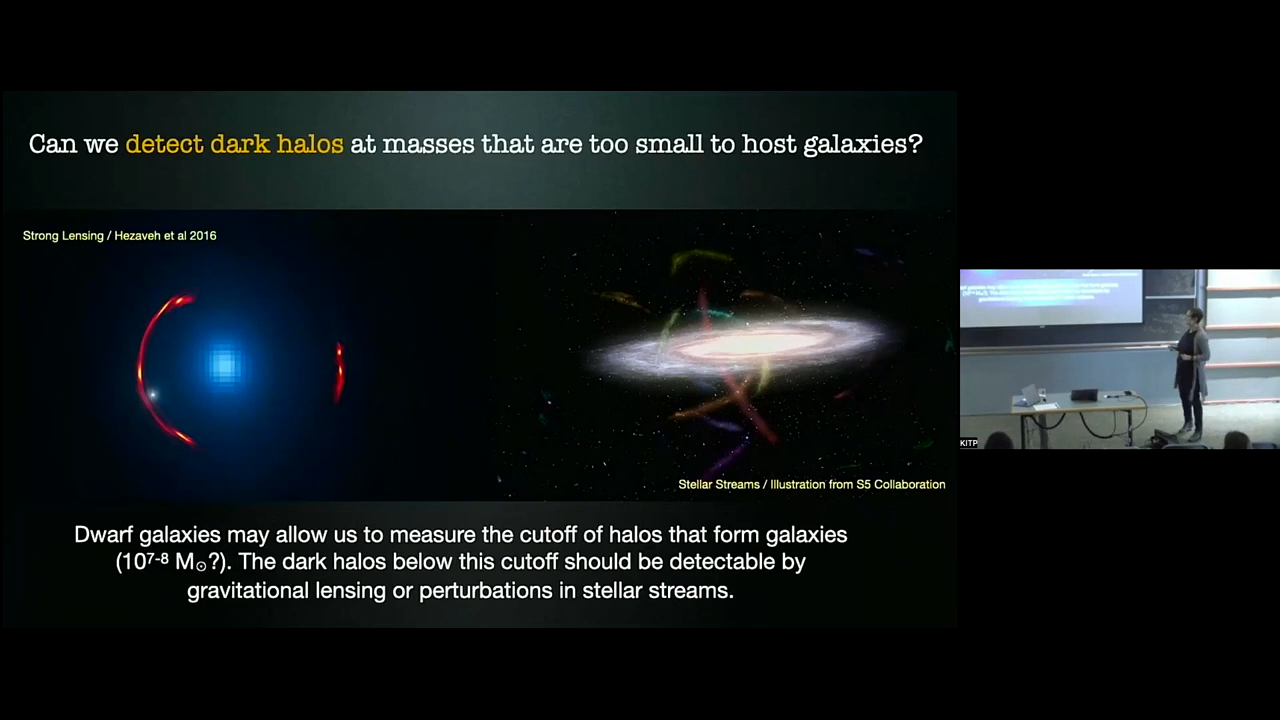 Can we detect dark halos at masses that are too small to host galaxies?
Strong Lensing / Hezaveh et al 2016
Stellar Streams / Illustration from S5 Collaboration
Dwarf galaxies may allow us to measure the cutoff of halos that form galaxies
(10⁷⁻⁸ M☉?). The dark halos below this cutoff should be detectable by
gravitational lensing or perturbations in stellar streams.
KITP